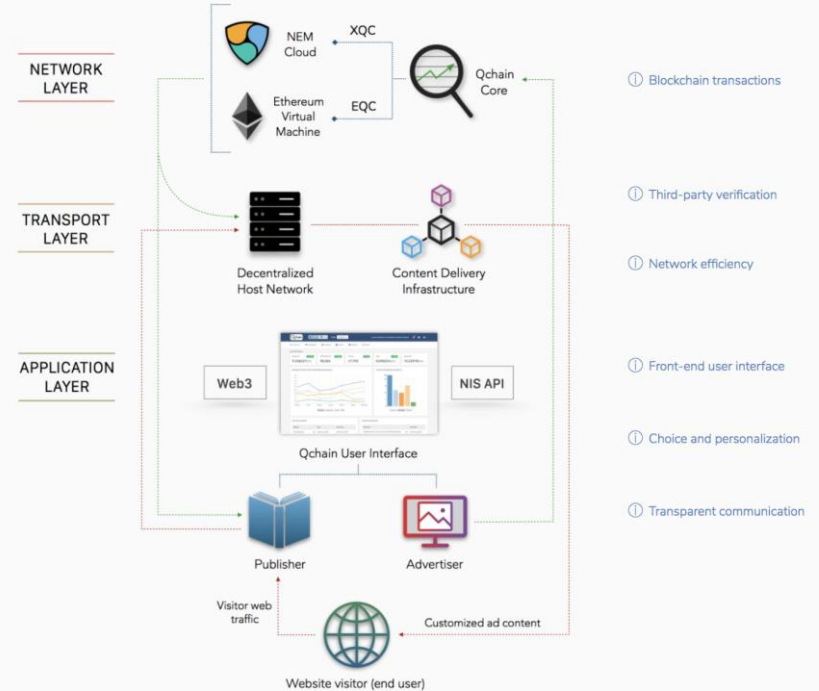 NETWORK
LAYER
NEM
Cloud
XQC
Qchain
Core
Ethereum
Virtual
Machine
EQC
Blockchain transactions
TRANSPORT
LAYER
Decentralized
Host Network
Content Delivery
Infrastructure
Third-party verification
Network efficiency
APPLICATION
LAYER
Web3
NIS API
Qchain User Interface
Front-end user interface
Choice and personalization
Transparent communication
Publisher
Advertiser
Visitor web
traffic
Customized ad content
Website visitor (end user)